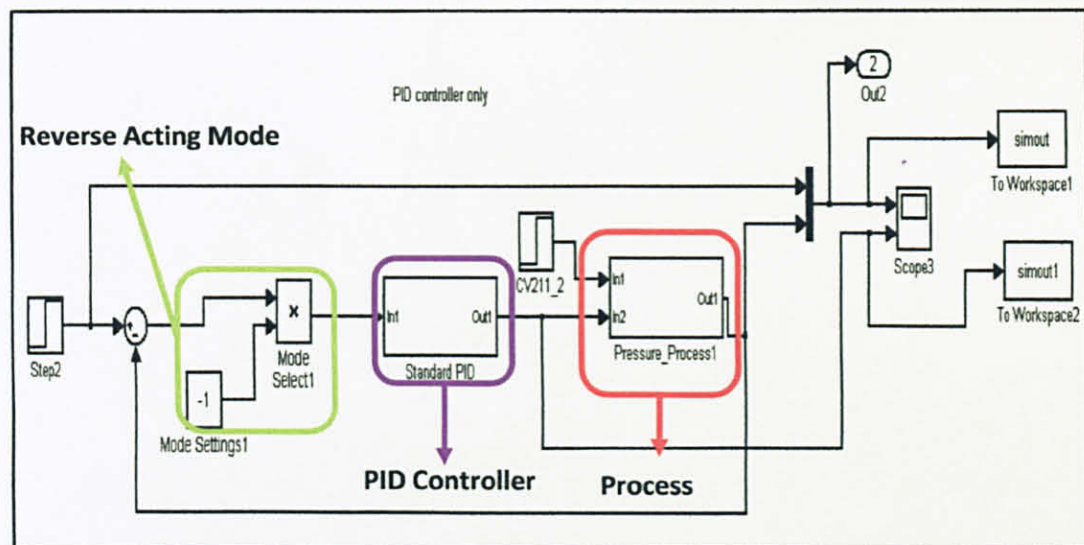 PID controller only
2
Out2
Reverse Acting Mode
simout
To Workspace1
Scope3
simout1
To Workspace2
CV211_2
Step2
+
-
x
Mode
Select1
-1
Mode Settings1
In1
Out1
Standard PID
In1
In2
Out1
Pressure_Process1
PID Controller
Process